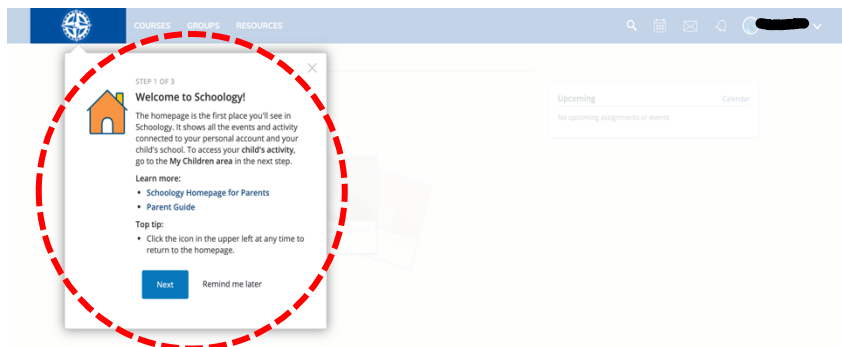 COURSES GROUPS RESOURCES
STEP 1 OF 3
Welcome to Schoology!
The homepage is the first place you'll see in
Schoology. It shows all the events and activity
connected to your personal account and your
child's school. To access your child's activity,
go to the My Children area in the next step.
Learn more:
• Schoology Homepage for Parents
• Parent Guide
Top tip:
• Click the icon in the upper left at any time to
return to the homepage.
Next Remind me later
Upcoming Calendar
No upcoming assignments or events